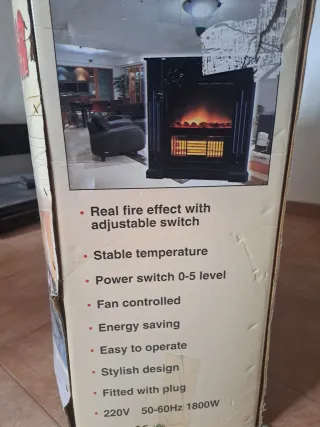 • Real fire effect with
adjustable switch
• Stable temperature
• Power switch 0-5 level
• Fan controlled
• Energy saving
• Easy to operate
• Stylish design
• Fitted with plug
• 220V 50-60Hz 1800W